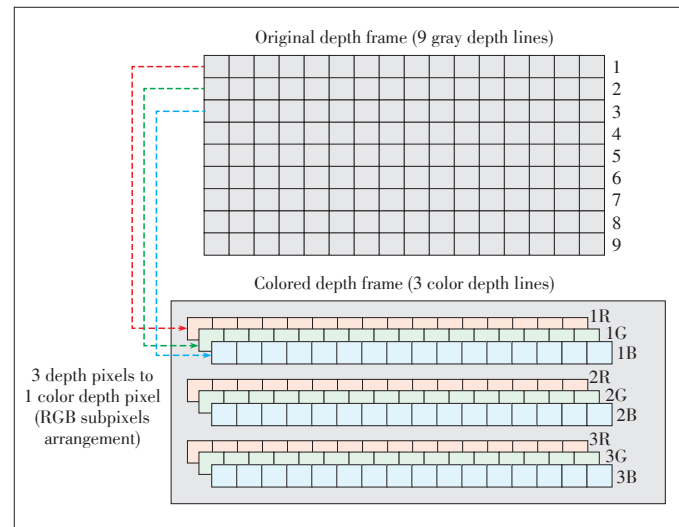 Original depth frame (9 gray depth lines)
1
2
3
4
5
6
7
8
9
Colored depth frame (3 color depth lines)
1R
1G
1B
2R
2G
2B
3R
3G
3B
3 depth pixels to
1 color depth pixel
(RGB subpixels
arrangement)